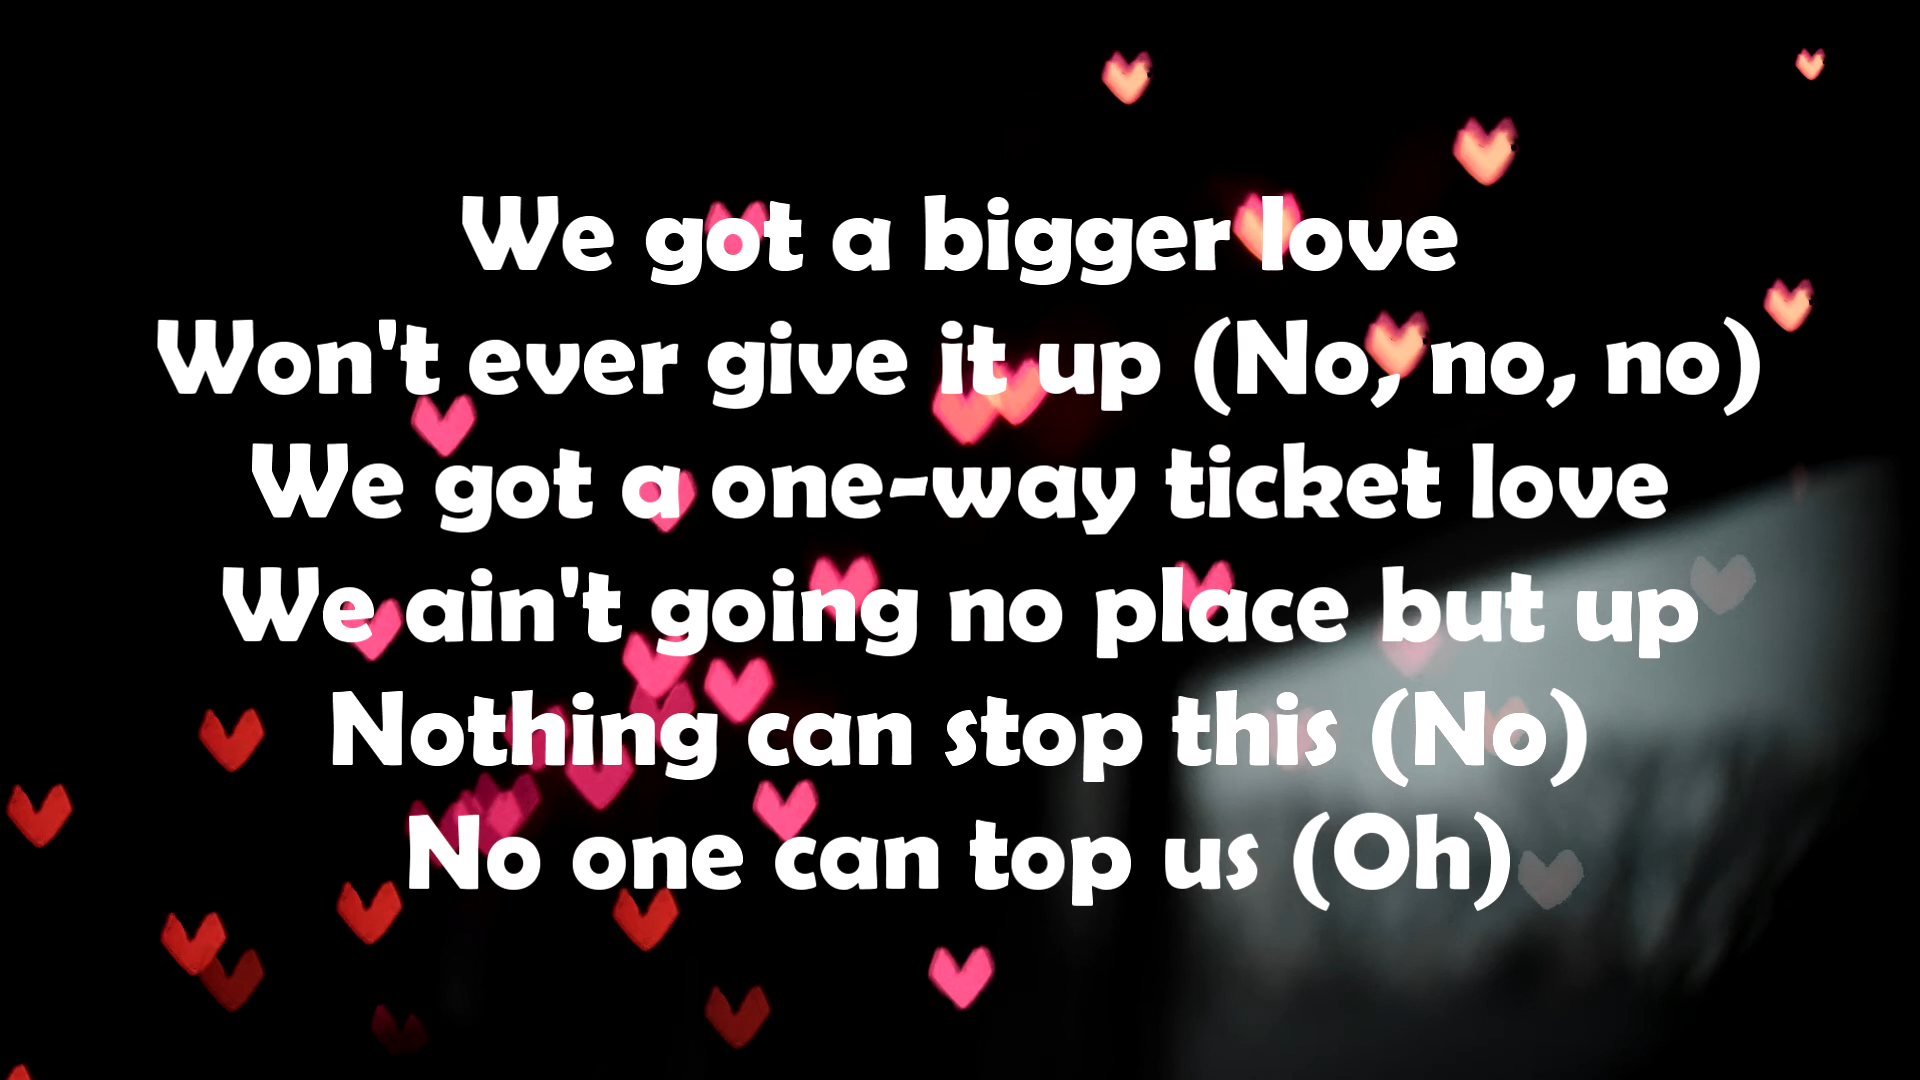 We got a bigger love
Won't ever give it up (No, no, no)
We got a one-way ticket love
We ain't going no place but up
Nothing can stop this (No)
No one can top us (Oh)